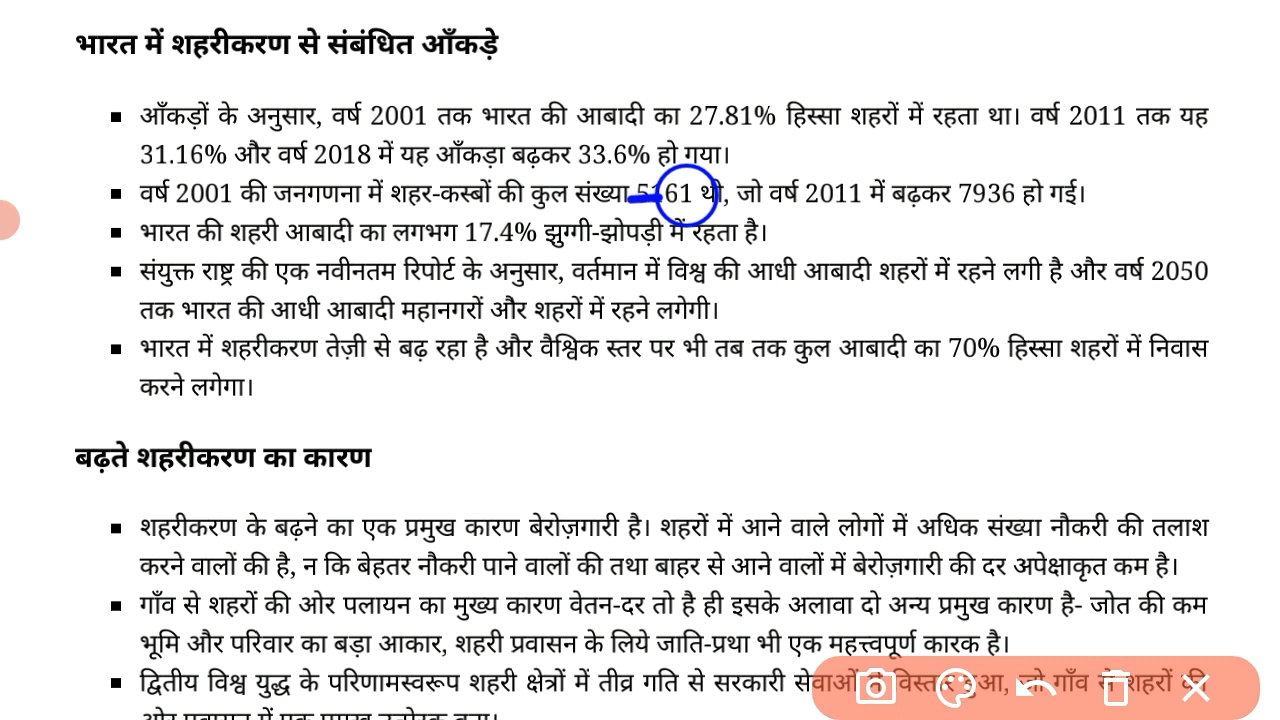 भारत में शहरीकरण से संबंधित आँकड़े
▪ आँकड़ों के अनुसार, वर्ष 2001 तक भारत की आबादी का 27.81% हिस्सा शहरों में रहता था। वर्ष 2011 तक यह
31.16% और वर्ष 2018 में यह आँकड़ा बढ़कर 33.6% हो गया।
▪ वर्ष 2001 की जनगणना में शहर-कस्बों की कुल संख्या 5161 थी, जो वर्ष 2011 में बढ़कर 7936 हो गई।
▪ भारत की शहरी आबादी का लगभग 17.4% झुग्गी-झोपड़ी में रहता है।
▪ संयुक्त राष्ट्र की एक नवीनतम रिपोर्ट के अनुसार, वर्तमान में विश्व की आधी आबादी शहरों में रहने लगी है और वर्ष 2050
तक भारत की आधी आबादी महानगरों और शहरों में रहने लगेगी।
▪ भारत में शहरीकरण तेज़ी से बढ़ रहा है और वैश्विक स्तर पर भी तब तक कुल आबादी का 70% हिस्सा शहरों में निवास
करने लगेगा।
बढ़ते शहरीकरण का कारण
▪ शहरीकरण के बढ़ने का एक प्रमुख कारण बेरोज़गारी है। शहरों में आने वाले लोगों में अधिक संख्या नौकरी की तलाश
करने वालों की है, न कि बेहतर नौकरी पाने वालों की तथा बाहर से आने वालों में बेरोज़गारी की दर अपेक्षाकृत कम है।
▪ गाँव से शहरों की ओर पलायन का मुख्य कारण वेतन-दर तो है ही इसके अलावा दो अन्य प्रमुख कारण है- जोत की कम
भूमि और परिवार का बड़ा आकार, शहरी प्रवासन के लिये जाति-प्रथा भी एक महत्त्वपूर्ण कारक है।
▪ द्वितीय विश्व युद्ध के परिणामस्वरूप शहरी क्षेत्रों में तीव्र गति से सरकारी सेवाओं विस्तार हुआ, जो गाँव से शहरों की